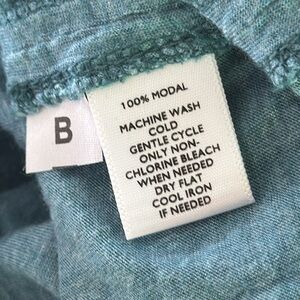 B
100% MODAL
MACHINE WASH
COLD
GENTLE CYCLE
ONLY NON-
CHLORINE BLEACH
WHEN NEEDED
DRY FLAT
COOL IRON
IF NEEDED